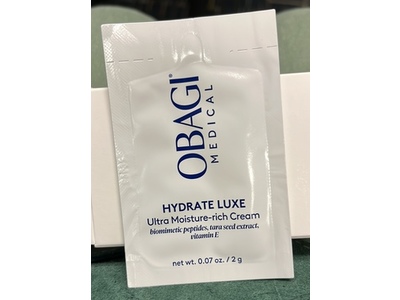 OBAGI®
MEDICAL
HYDRATE LUXE
Ultra Moisture-rich Cream
biomimetic peptides, tara seed extract,
vitamin E
net wt. 0.07 oz. / 2 g